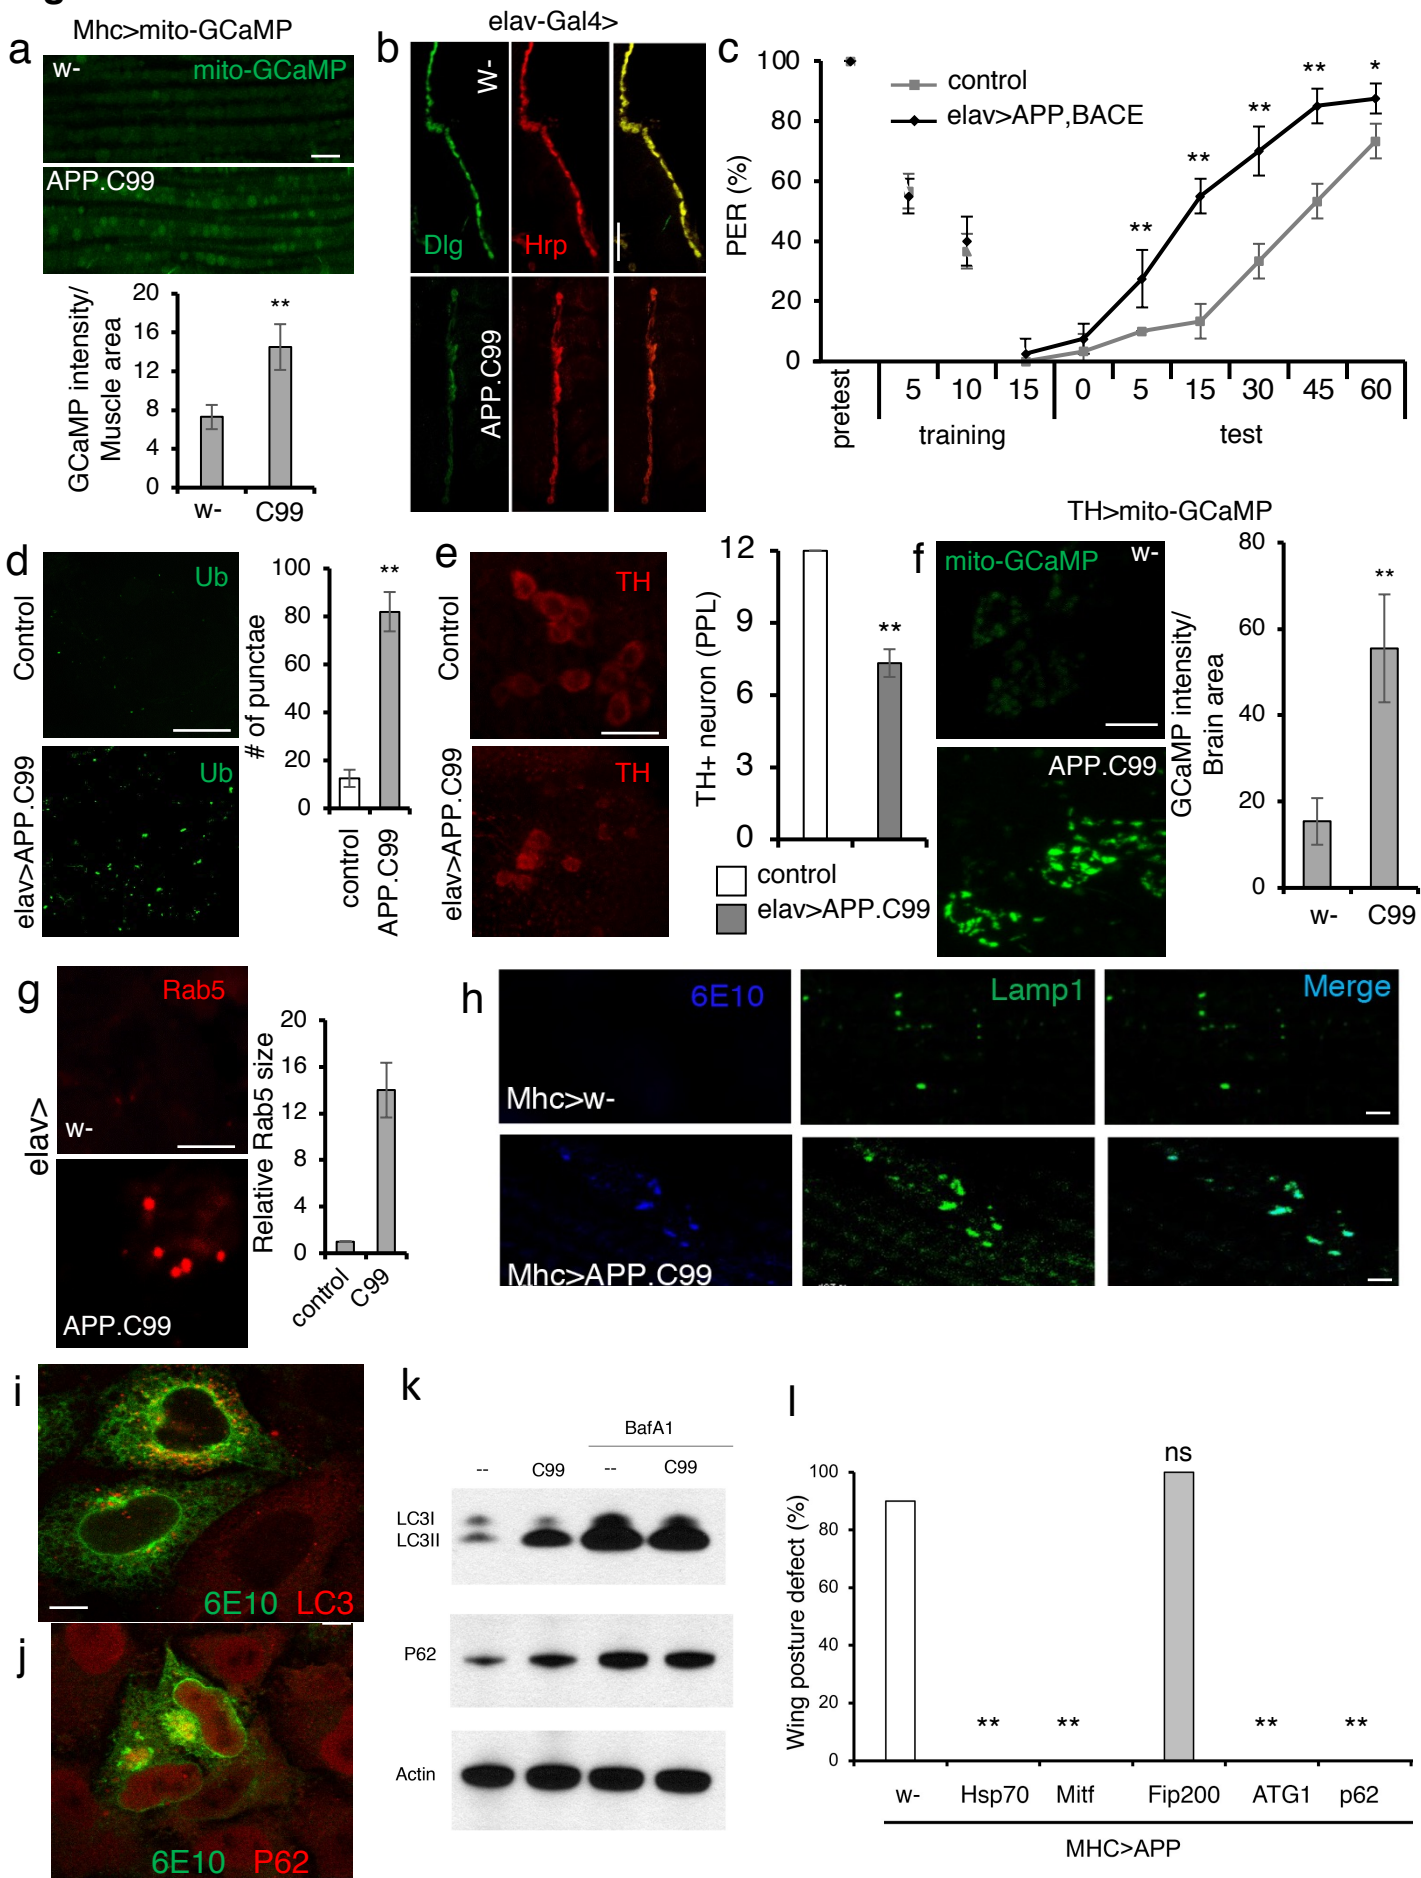 a
Mhc>mito-GCaMP
w-
mito-GCaMP
APP.C99
GCaMP intensity/
Muscle area
20
16
12
8
4
0
**
w-
C99
b
elav-Gal4>
W-
Dlg
Hrp
APP.C99
c
PER (%)
100
80
60
40
20
0
control
elav>APP,BACE
**
**
**
**
*
pretest
5
10
15
0
5
15
30
45
60
training
test
d
Control
Ub
elav>APP.C99
Ub
# of punctae
100
80
60
40
20
0
**
control
APP.C99
e
Control
TH
elav>APP.C99
TH
TH+ neuron (PPL)
12
9
6
3
0
**
control
elav>APP.C99
f
TH>mito-GCaMP
mito-GCaMP
w-
APP.C99
GCaMP intensity/
Brain area
80
60
40
20
0
**
w-
C99
g
elav>
Rab5
w-
APP.C99
Relative Rab5 size
20
16
12
8
4
0
control
C99
h
6E10
Lamp1
Merge
Mhc>w-
Mhc>APP.C99
i
6E10 LC3
j
6E10 P62
k
BafA1
-- C99 -- C99
LC3I
LC3II
P62
Actin
l
Wing posture defect (%)
100
80
60
40
20
0
**
**
ns
**
**
w- Hsp70 Mitf Fip200 ATG1 p62
MHC>APP